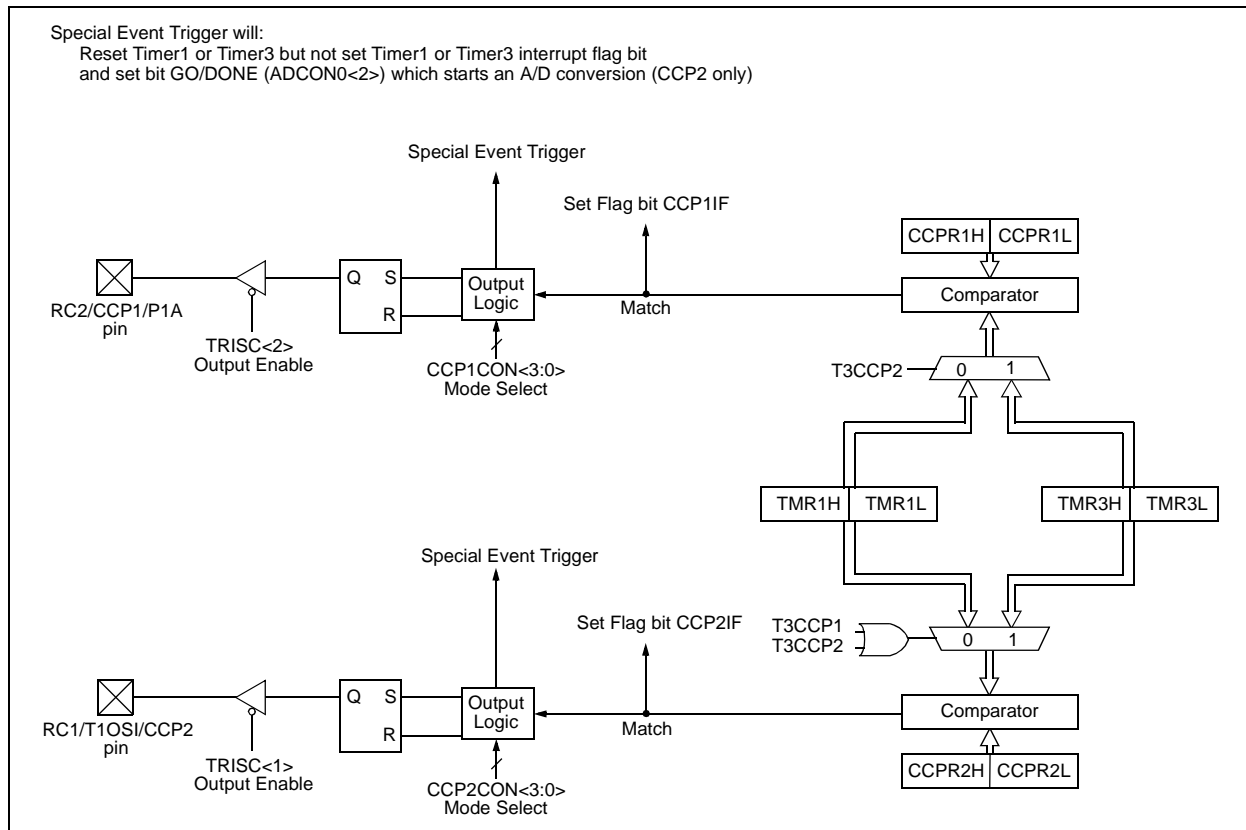 Special Event Trigger will:
Reset Timer1 or Timer3 but not set Timer1 or Timer3 interrupt flag bit
and set bit GO/DONE (ADCON0<2>) which starts an A/D conversion (CCP2 only)
Special Event Trigger
Set Flag bit CCP1IF
CCPR1H CCPR1L
Q S
R
Output
Logic
Comparator
RC2/CCP1/P1A
pin
Match
TRISC<2>
Output Enable
CCP1CON<3:0>
Mode Select
T3CCP2
0 1
TMR1H TMR1L
TMR3H TMR3L
Special Event Trigger
Set Flag bit CCP2IF
T3CCP1
T3CCP2
0 1
Q S
R
Output
Logic
Comparator
RC1/T1OSI/CCP2
pin
Match
TRISC<1>
Output Enable
CCP2CON<3:0>
Mode Select
CCPR2H CCPR2L